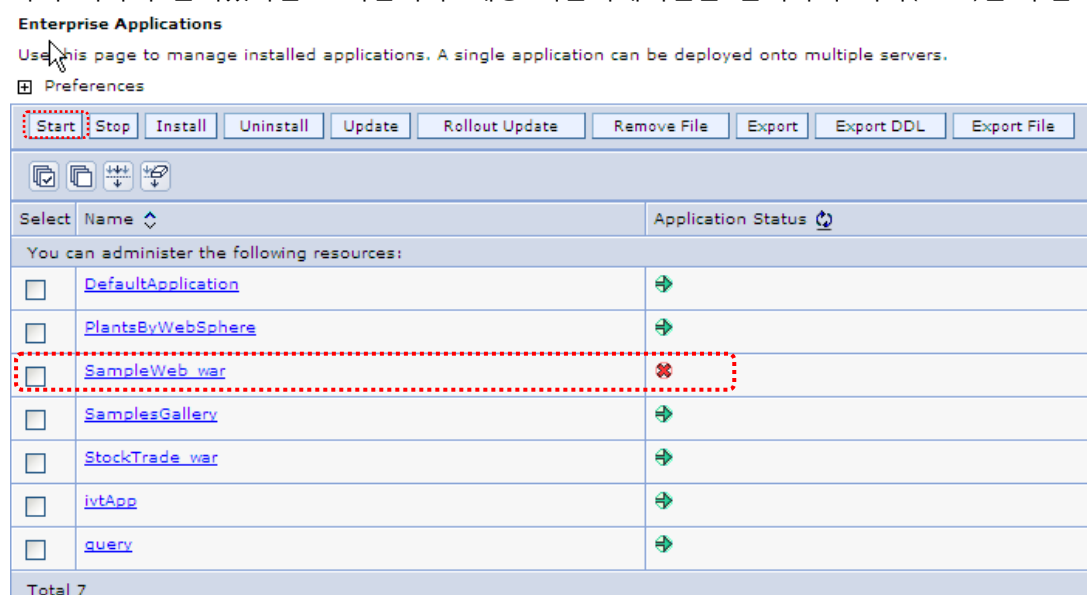 Enterprise Applications
Use this page to manage installed applications. A single application can be deployed onto multiple servers.
Preferences
Start Stop Install Uninstall Update Rollout Update Remove File Export Export DDL Export File
Select Name Application Status
You can administer the following resources:
DefaultApplication
PlantsByWebSphere
SampleWeb_war
SamplesGallery
StockTrade_war
ivtApp
query
Total 7